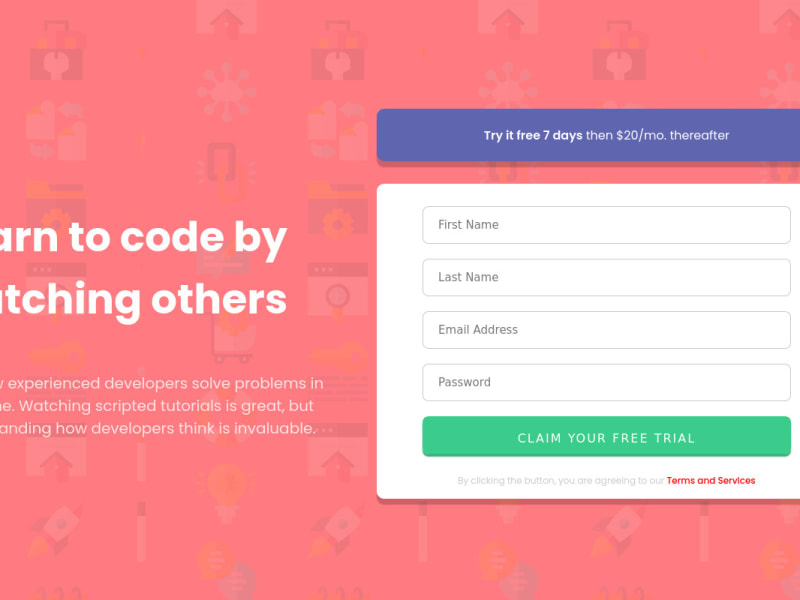 arn to code by
tching others
experienced developers solve problems in
e. Watching scripted tutorials is great, but
anding how developers think is invaluable.
Try it free 7 days then $20/mo. thereafter
First Name
Last Name
Email Address
Password
CLAIM YOUR FREE TRIAL
By clicking the button, you are agreeing to our Terms and Services